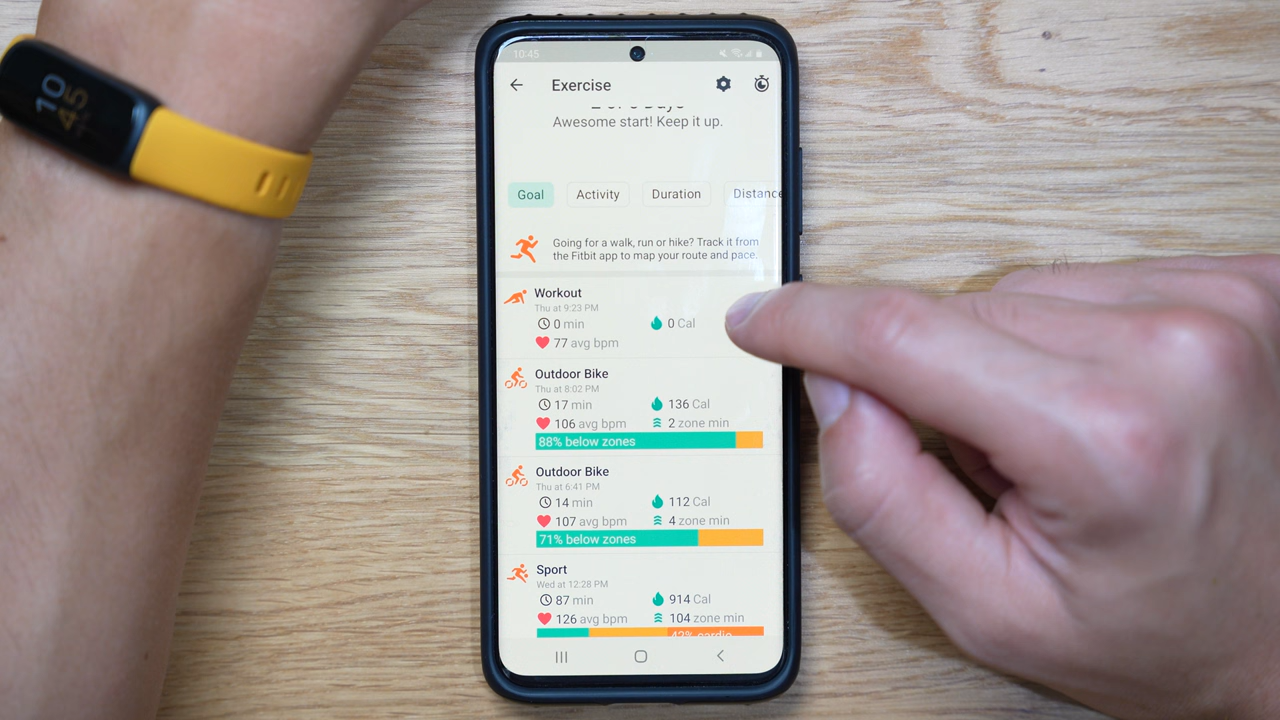 10:45
Exercise
Awesome start! Keep it up.
Goal Activity Duration Distance
Going for a walk, run or hike? Track it from
the Fitbit app to map your route and pace.
Workout
Thu at 9:23 PM
0 min 0 Cal
77 avg bpm
Outdoor Bike
Thu at 8:02 PM
17 min 136 Cal
106 avg bpm 2 zone min
88% below zones
Outdoor Bike
Thu at 6:41 PM
14 min 112 Cal
107 avg bpm 4 zone min
71% below zones
Sport
Wed at 12:28 PM
87 min 914 Cal
126 avg bpm 104 zone min
42% cardio
10
45